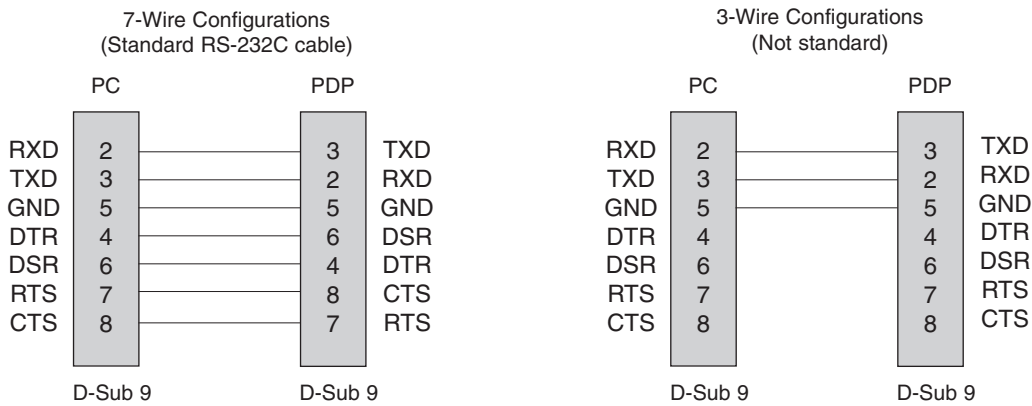 7-Wire Configurations
(Standard RS-232C cable)
PC PDP
RXD 2 3 TXD
TXD 3 2 RXD
GND 5 5 GND
DTR 4 6 DSR
DSR 6 4 DTR
RTS 7 8 CTS
CTS 8 7 RTS
D-Sub 9 D-Sub 9
3-Wire Configurations
(Not standard)
PC PDP
RXD 2 3 TXD
TXD 3 2 RXD
GND 5 5 GND
DTR 4 4 DTR
DSR 6 6 DSR
RTS 7 7 RTS
CTS 8 8 CTS
D-Sub 9 D-Sub 9